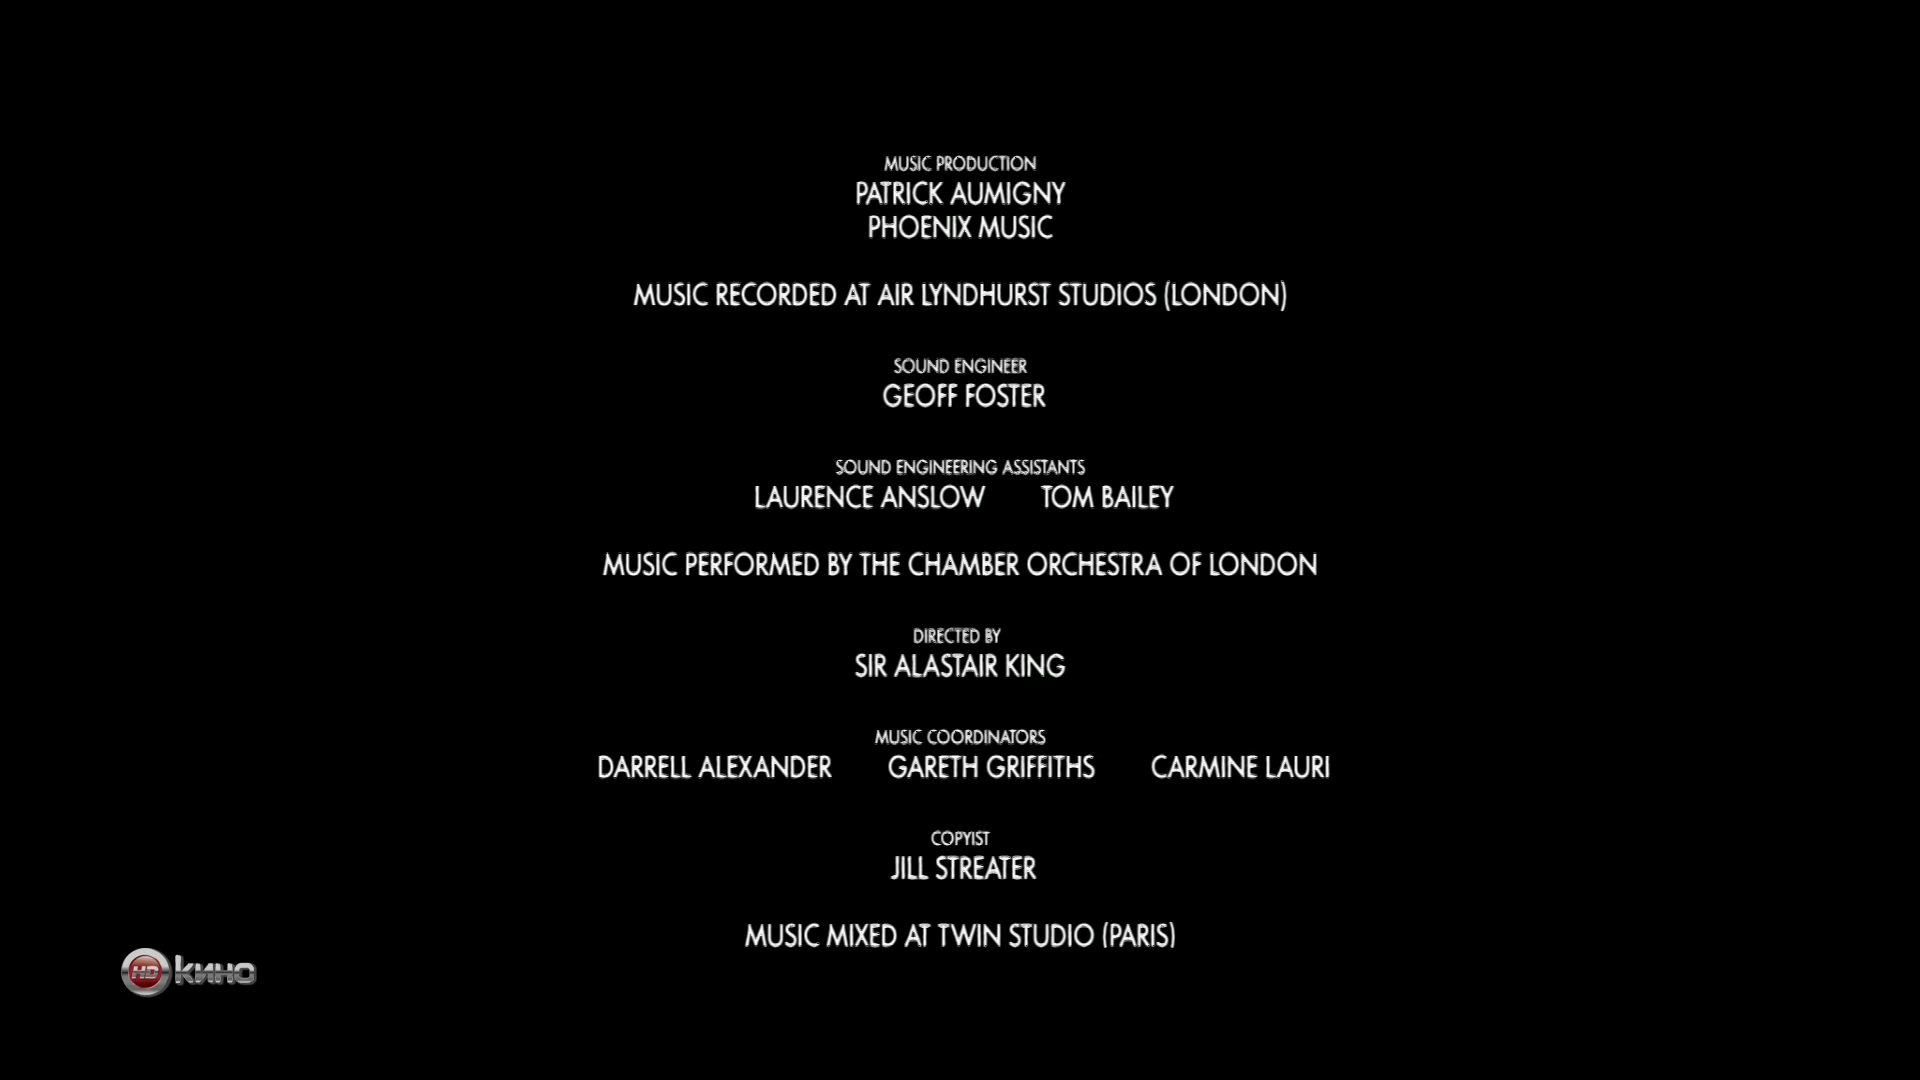 MUSIC PRODUCTION
PATRICK AUMIGNY
PHOENIX MUSIC
MUSIC RECORDED AT AIR LYNDHURST STUDIOS (LONDON)
SOUND ENGINEER
GEOFF FOSTER
SOUND ENGINEERING ASSISTANTS
LAURENCE ANSLOW TOM BAILEY
MUSIC PERFORMED BY THE CHAMBER ORCHESTRA OF LONDON
DIRECTED BY
SIR ALASTAIR KING
MUSIC COORDINATORS
DARRELL ALEXANDER GARETH GRIFFITHS CARMINE LAURI
COPYIST
JILL STREATER
MUSIC MIXED AT TWIN STUDIO (PARIS)
HD кино